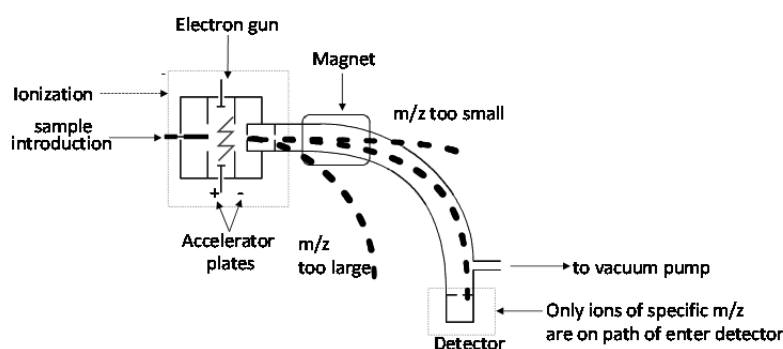 Electron gun
Magnet
Ionization
m/z too small
sample
introduction
+ -
Accelerator
plates
m/z
too large
to vacuum pump
Only ions of specific m/z
are on path of enter detector
Detector